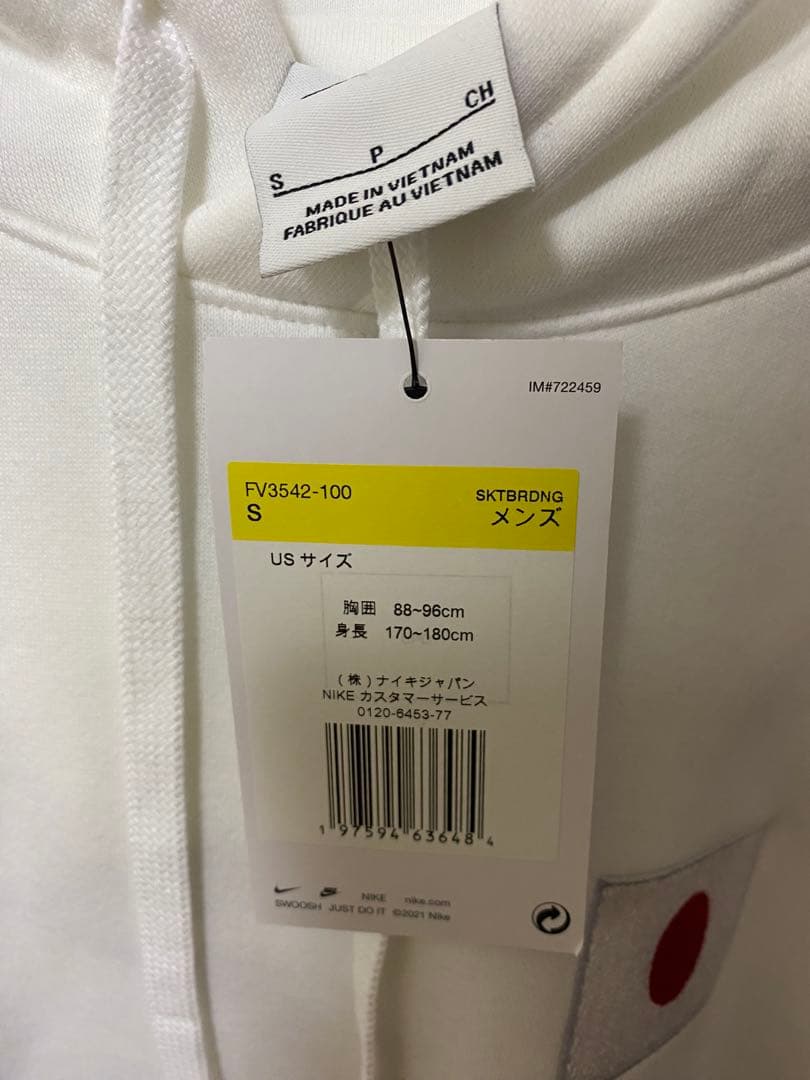 S P CH
MADE IN VIETNAM
FABRIQUE AU VIETNAM
IM#722459
FV3542-100 SKTBRDNG
S メンズ
US サイズ
胸囲 88~96cm
身長 170~180cm
(株)ナイキジャパン
NIKE カスタマーサービス
0120-6453-77
1 97594 63648 4
NIKE nike.com
SWOOSH JUST DO IT ©2021 Nike